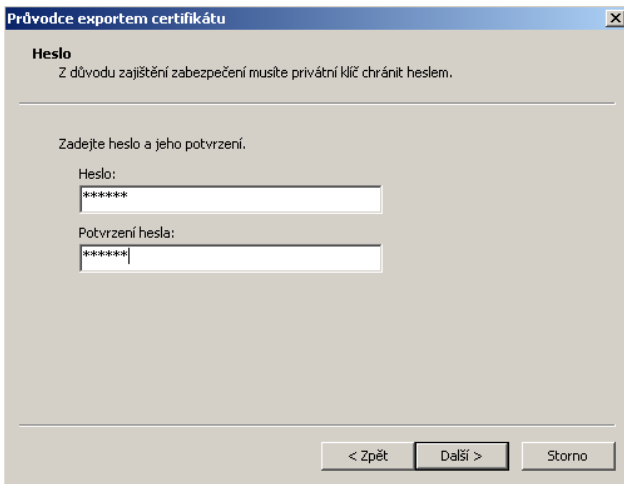 Průvodce exportem certifikátu
Heslo
Z důvodu zajištění zabezpečení musíte privátní klíč chránit heslem.
Zadejte heslo a jeho potvrzení.
Heslo:
******
Potvrzení hesla:
******
< Zpět Další > Storno